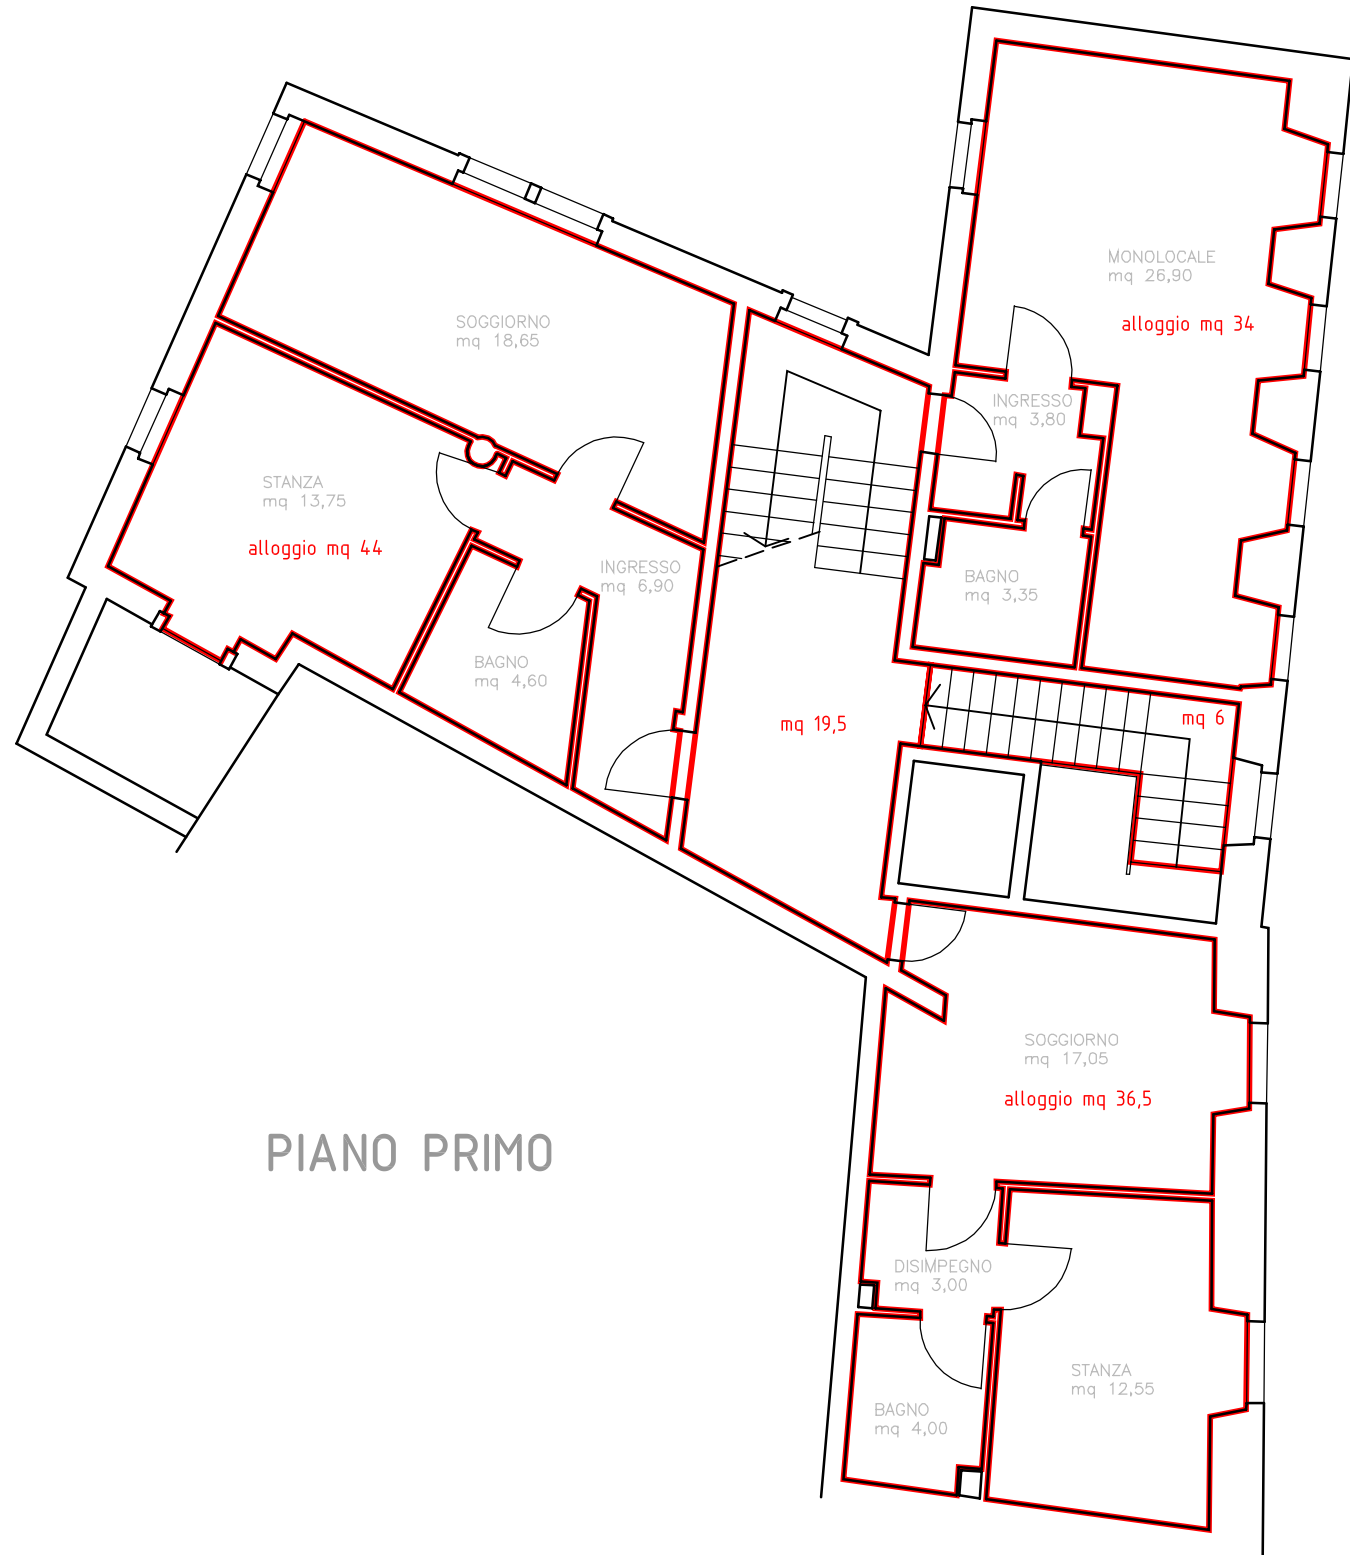 MONOLOCALE
mq 26,90
alloggio mq 34
SOGGIORNO
mq 18,65
INGRESSO
mq 3,80
STANZA
mq 13,75
alloggio mq 44
INGRESSO
mq 6,90
BAGNO
mq 3,35
BAGNO
mq 4,60
mq 19,5
mq 6
SOGGIORNO
mq 17,05
alloggio mq 36,5
PIANO PRIMO
DISIMPEGNO
mq 3,00
STANZA
mq 12,55
BAGNO
mq 4,00